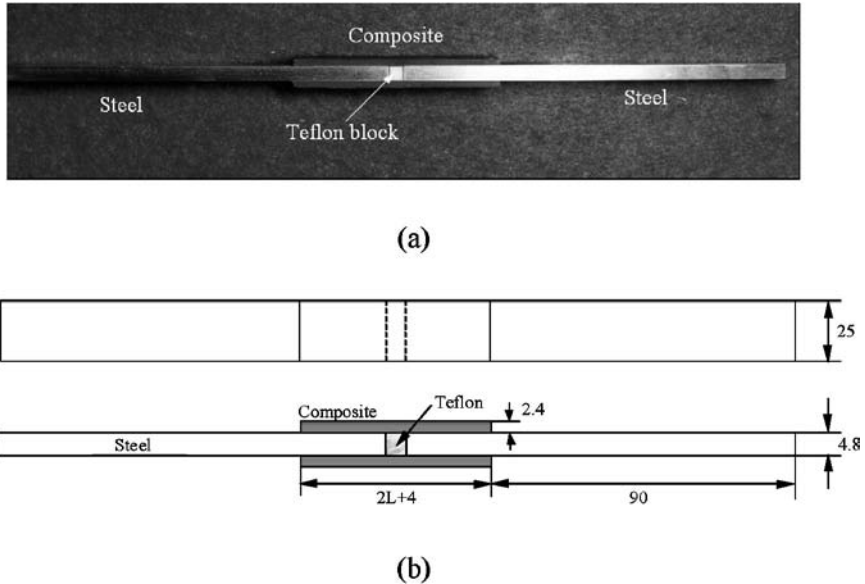 Composite
Steel
Steel
Teflon block
(a)
25
Composite
Teflon
2.4
Steel
4.8
2L+4
90
(b)